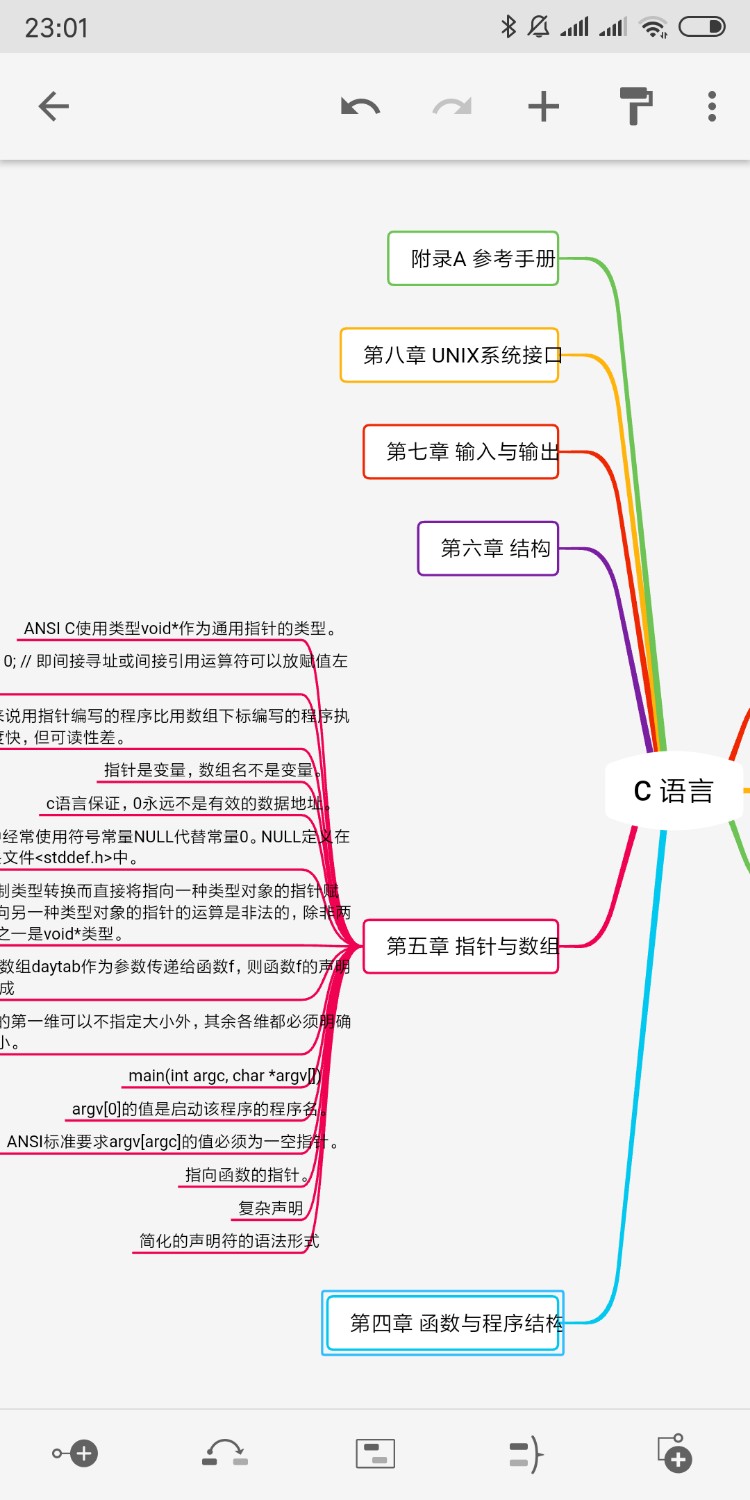 23:01
附录A 参考手册
第八章 UNIX系统接口
第七章 输入与输出
第六章 结构
ANSI C使用类型void*作为通用指针的类型。
0; // 即间接寻址或间接引用运算符可以放赋值左
来说用指针编写的程序比用数组下标编写的程序执
度快，但可读性差。
指针是变量，数组名不是变量。
C 语言
c语言保证，0永远不是有效的数据地址。
经常使用符号常量NULL代替常量0。NULL定义在
文件<stddef.h>中。
制类型转换而直接将指向一种类型对象的指针赋
向另一种类型对象的指针的运算是非法的，除非两
之一是void*类型。
第五章 指针与数组
数组daytab作为参数传递给函数f，则函数f的声明
成
的第一维可以不指定大小外，其余各维都必须明确
小。
main(int argc, char *argv[])
argv[0]的值是启动该程序的程序名。
ANSI标准要求argv[argc]的值必须为一空指针。
指向函数的指针。
复杂声明
简化的声明符的语法形式
第四章 函数与程序结构